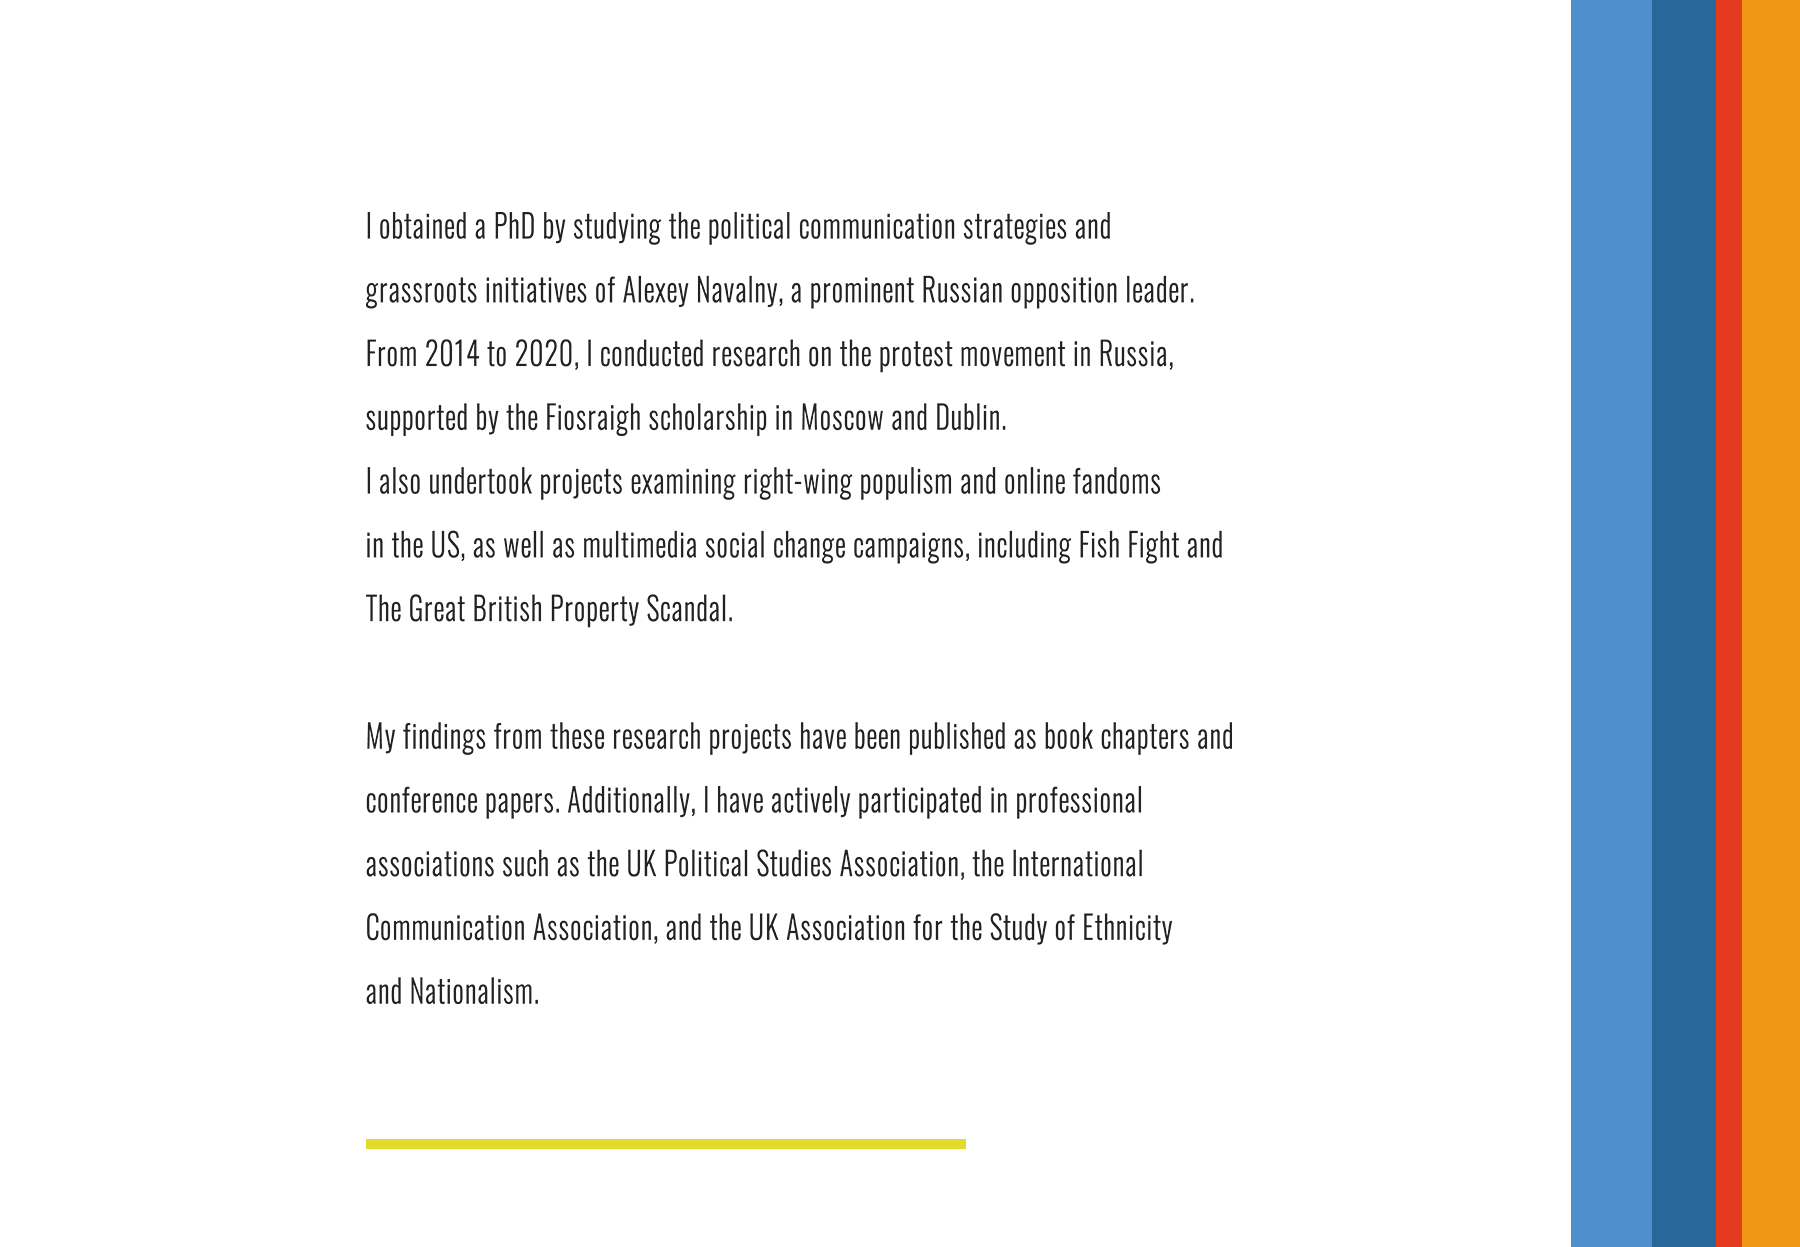 I obtained a PhD by studying the political communication strategies and
grassroots initiatives of Alexey Navalny, a prominent Russian opposition leader.
From 2014 to 2020, I conducted research on the protest movement in Russia,
supported by the Fiosraigh scholarship in Moscow and Dublin.
I also undertook projects examining right-wing populism and online fandoms
in the US, as well as multimedia social change campaigns, including Fish Fight and
The Great British Property Scandal.
My findings from these research projects have been published as book chapters and
conference papers. Additionally, I have actively participated in professional
associations such as the UK Political Studies Association, the International
Communication Association, and the UK Association for the Study of Ethnicity
and Nationalism.